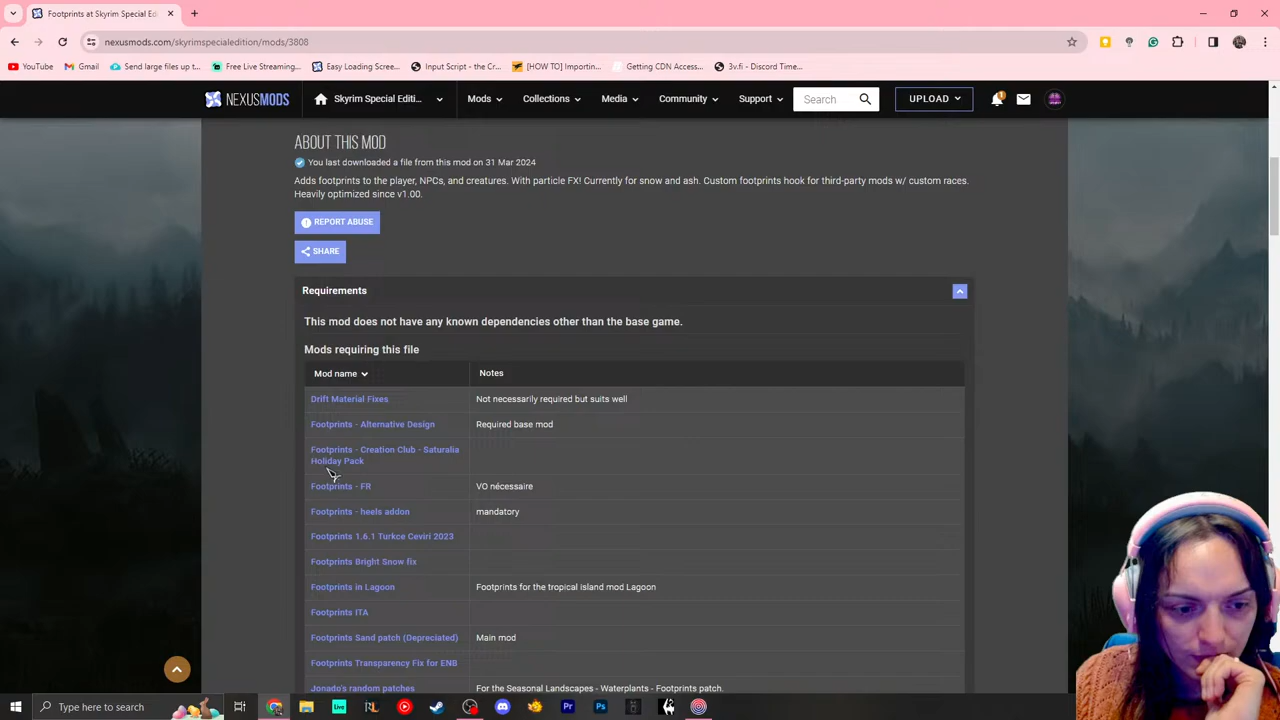 Footprints at Skyrim Special Edi
nexusmods.com/skyrimspecialedition/mods/3808
YouTube
Gmail
Send large files up t...
Free Live Streaming...
Easy Loading Scree...
Input Script - the Cr...
[HOW TO] Importin...
Getting CDN Access...
3v.fi - Discord Time...
NEXUSMODS
Skyrim Special Editi...
Mods
Collections
Media
Community
Support
Search
UPLOAD
1
ABOUT THIS MOD
You last downloaded a file from this mod on 31 Mar 2024
Adds footprints to the player, NPCs, and creatures. With particle FX! Currently for snow and ash. Custom footprints hook for third-party mods w/ custom races.
Heavily optimized since v1.00.
REPORT ABUSE
SHARE
Requirements
This mod does not have any known dependencies other than the base game.
Mods requiring this file
Mod name Notes
Drift Material Fixes Not necessarily required but suits well
Footprints - Alternative Design Required base mod
Footprints - Creation Club - Saturalia
Holiday Pack
Footprints - FR VO nécessaire
Footprints - heels addon mandatory
Footprints 1.6.1 Turkce Ceviri 2023
Footprints Bright Snow fix
Footprints in Lagoon Footprints for the tropical island mod Lagoon
Footprints ITA
Footprints Sand patch (Depreciated) Main mod
Footprints Transparency Fix for ENB
Jonado's random patches For the Seasonal Landscapes - Waterplants - Footprints patch.
Type here to search
Live
Pr
Ps